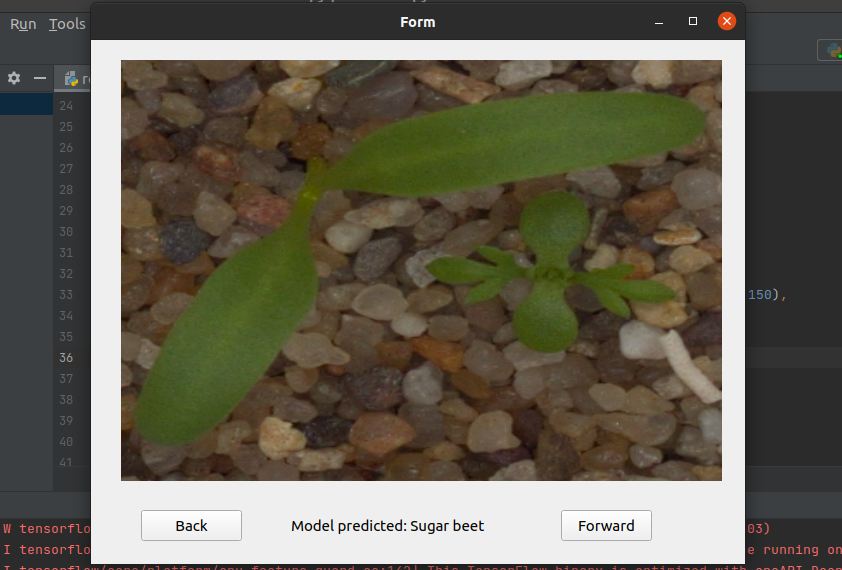 Form
Run Tools
24
25
26
27
28
29
30
31
32
33
150),
34
35
36
37
38
39
40
41
Back
Model predicted: Sugar beet
Forward
W tensorflo
03)
I tensorflo
e running on